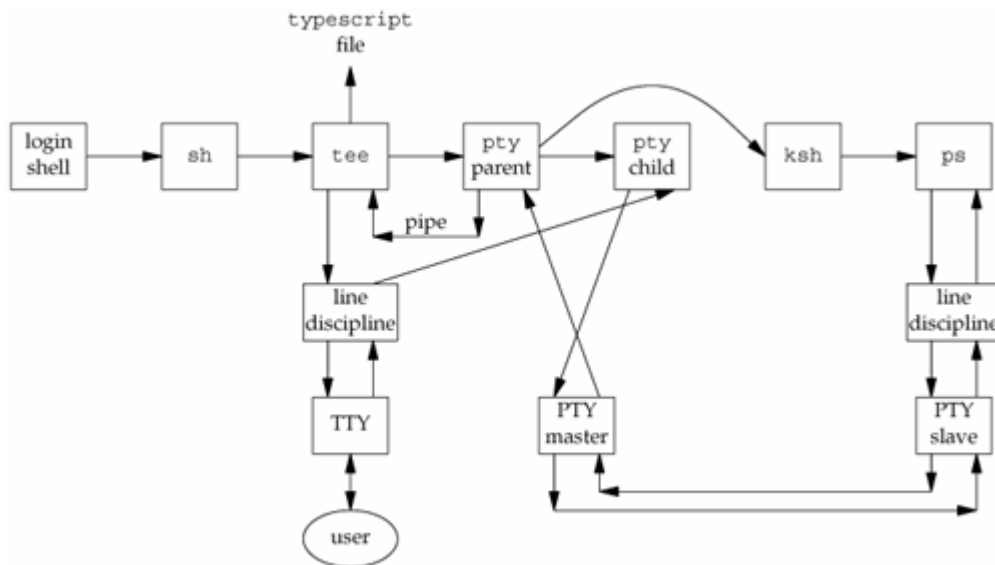 typescript
file
login
shell
sh
tee
pty
parent
pty
child
ksh
ps
pipe
line
discipline
line
discipline
TTY
PTY
master
PTY
slave
user